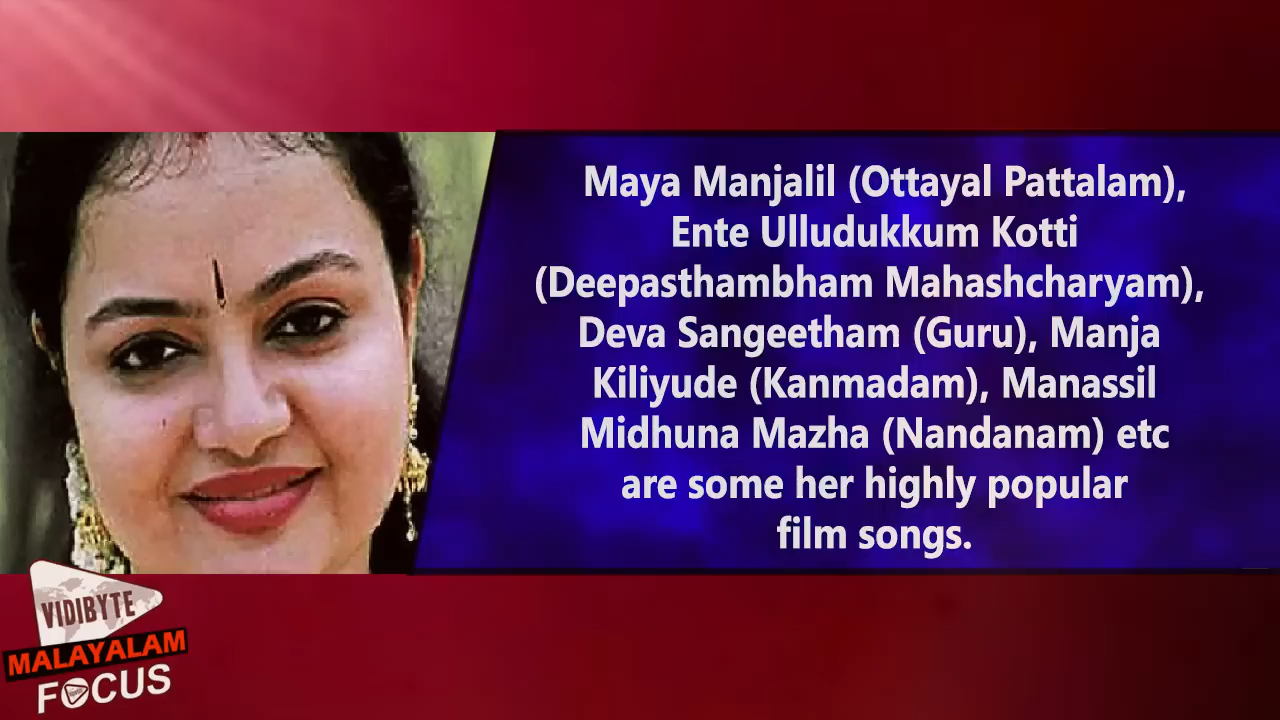 Maya Manjalil (Ottayal Pattalam),
Ente Ulludukkum Kotti
(Deepasthambham Mahashcharyam),
Deva Sangeetham (Guru), Manja
Kiliyude (Kanmadam), Manassil
Midhuna Mazha (Nandanam) etc
are some her highly popular
film songs.
VIDIBYTE
MALAYALAM
FOCUS